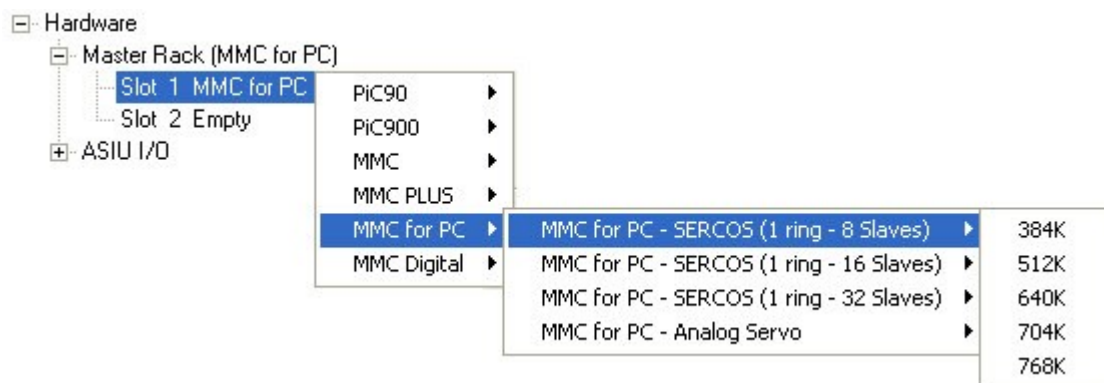 Hardware
Master Rack (MMC for PC)
Slot 1 MMC for PC
Slot 2 Empty
ASIU I/O
PiC90
PiC900
MMC
MMC PLUS
MMC for PC
MMC Digital
MMC for PC - SERCOS (1 ring - 8 Slaves)
MMC for PC - SERCOS (1 ring - 16 Slaves)
MMC for PC - SERCOS (1 ring - 32 Slaves)
MMC for PC - Analog Servo
384K
512K
640K
704K
768K